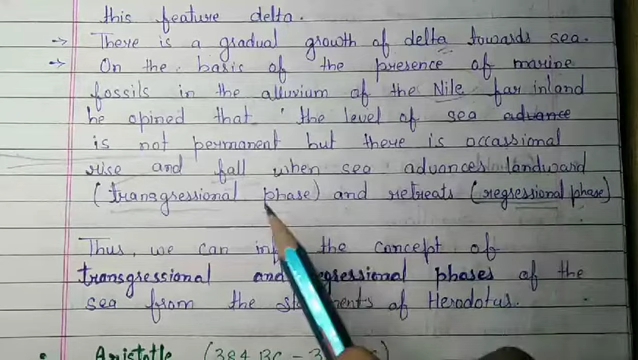 this feature delta.
→ There is a gradual growth of delta towards sea.
→ On the basis of the presence of marine
fossils in the alluvium of the Nile far inland
he opined that the level of sea advance
is not permanent but there is occassional
rise and fall when sea advances landward
(transgressional phase) and retreats (regressional phase)
Thus, we can the concept of
transgressional and phases of the
sea from the of Herodotus.
• Aristotle (384 BC -